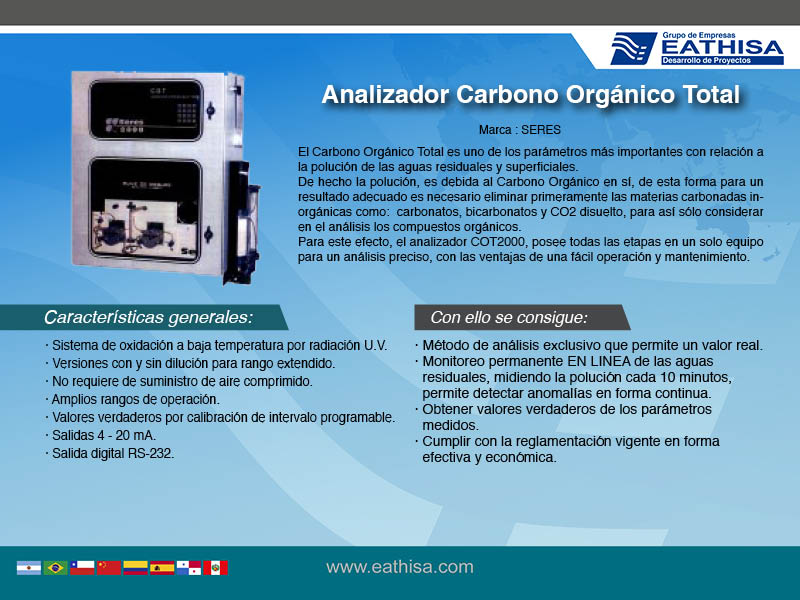 Grupo de Empresas
EATHISA
Desarrollo de Proyectos
Analizador Carbono Orgánico Total
Marca : SERES
El Carbono Orgánico Total es uno de los parámetros más importantes con relación a
la polución de las aguas residuales y superficiales.
De hecho la polución, es debida al Carbono Orgánico en sí, de esta forma para un
resultado adecuado es necesario eliminar primeramente las materias carbonadas in-
orgánicas como:  carbonatos, bicarbonatos y CO2 disuelto, para así sólo considerar
en el análisis los compuestos orgánicos.
Para este efecto, el analizador COT2000, posee todas las etapas en un solo equipo
para un análisis preciso, con las ventajas de una fácil operación y mantenimiento.
COT
Seres
Características generales:
· Sistema de oxidación a baja temperatura por radiación U.V.
· Versiones con y sin dilución para rango extendido.
· No requiere de suministro de aire comprimido.
· Amplios rangos de operación.
· Valores verdaderos por calibración de intervalo programable.
· Salidas 4 - 20 mA.
· Salida digital RS-232.
Con ello se consigue:
· Método de análisis exclusivo que permite un valor real.
· Monitoreo permanente EN LINEA de las aguas
residuales, midiendo la polución cada 10 minutos,
permite detectar anomalías en forma continua.
· Obtener valores verdaderos de los parámetros
medidos.
· Cumplir con la reglamentación vigente en forma
efectiva y económica.
www.eathisa.com